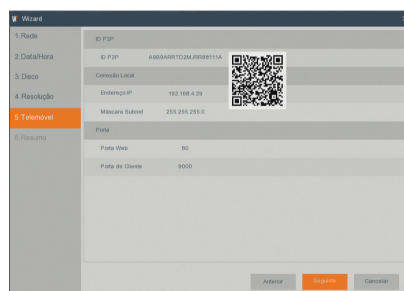 Wizard
1.Rede
2.Data/Hora
3.Disco
4.Resolução
5.Telemóvel
6.Resumo
ID P2P
ID P2P
Conexão Local
Endereço IP 192.168.4.29
Máscara Subnet 255.255.255.0
Porta
Porta Web 80
Porta de Cliente 9000
Anterior Seguinte Cancelar